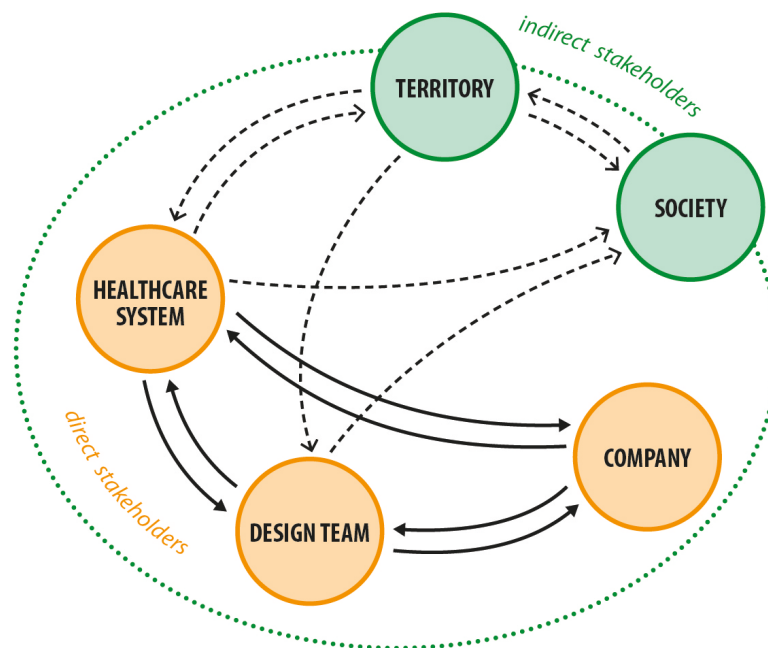 indirect stakeholders
TERRITORY
SOCIETY
HEALTHCARE
SYSTEM
direct stakeholders
COMPANY
DESIGN TEAM